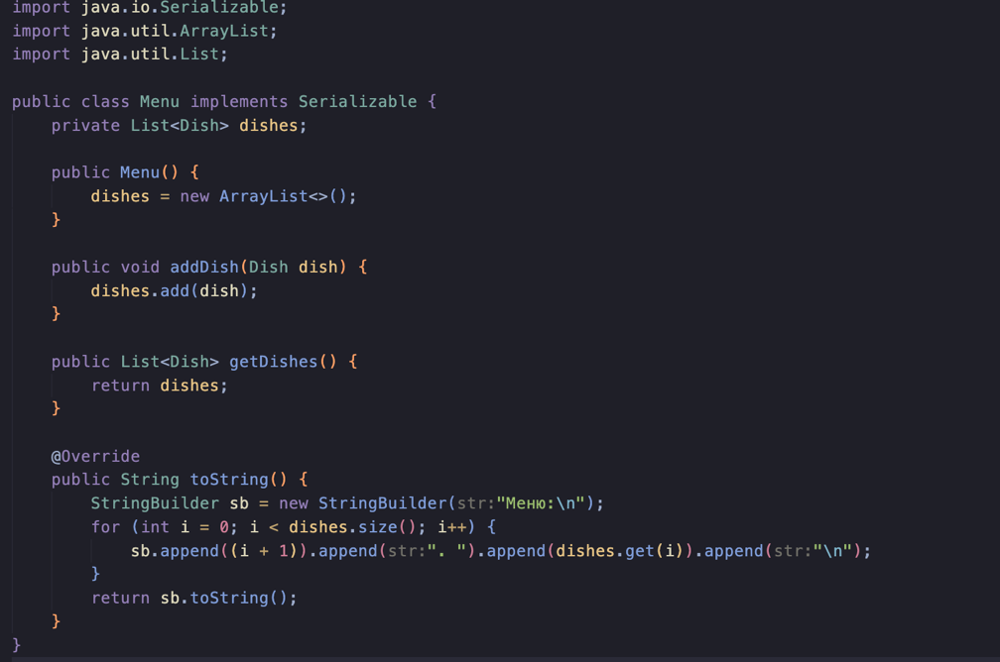 import java.io.Serializable;
import java.util.ArrayList;
import java.util.List;
public class Menu implements Serializable {
private List<Dish> dishes;
public Menu() {
dishes = new ArrayList<>();
}
public void addDish(Dish dish) {
dishes.add(dish);
}
public List<Dish> getDishes() {
return dishes;
}
@Override
public String toString() {
StringBuilder sb = new StringBuilder(str:"Меню:\n");
for (int i = 0; i < dishes.size(); i++) {
sb.append((i + 1)).append(str:". ").append(dishes.get(i)).append(str:"\n");
}
return sb.toString();
}
}